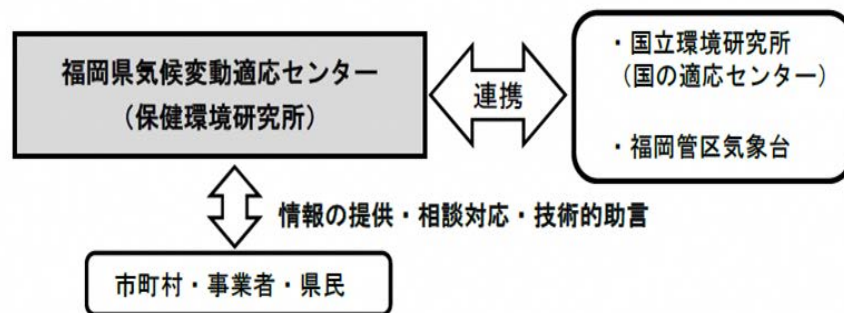 福岡県気候変動適応センター
（保健環境研究所）
連携
・国立環境研究所
（国の適応センター）
・福岡管区気象台
情報の提供・相談対応・技術的助言
市町村・事業者・県民